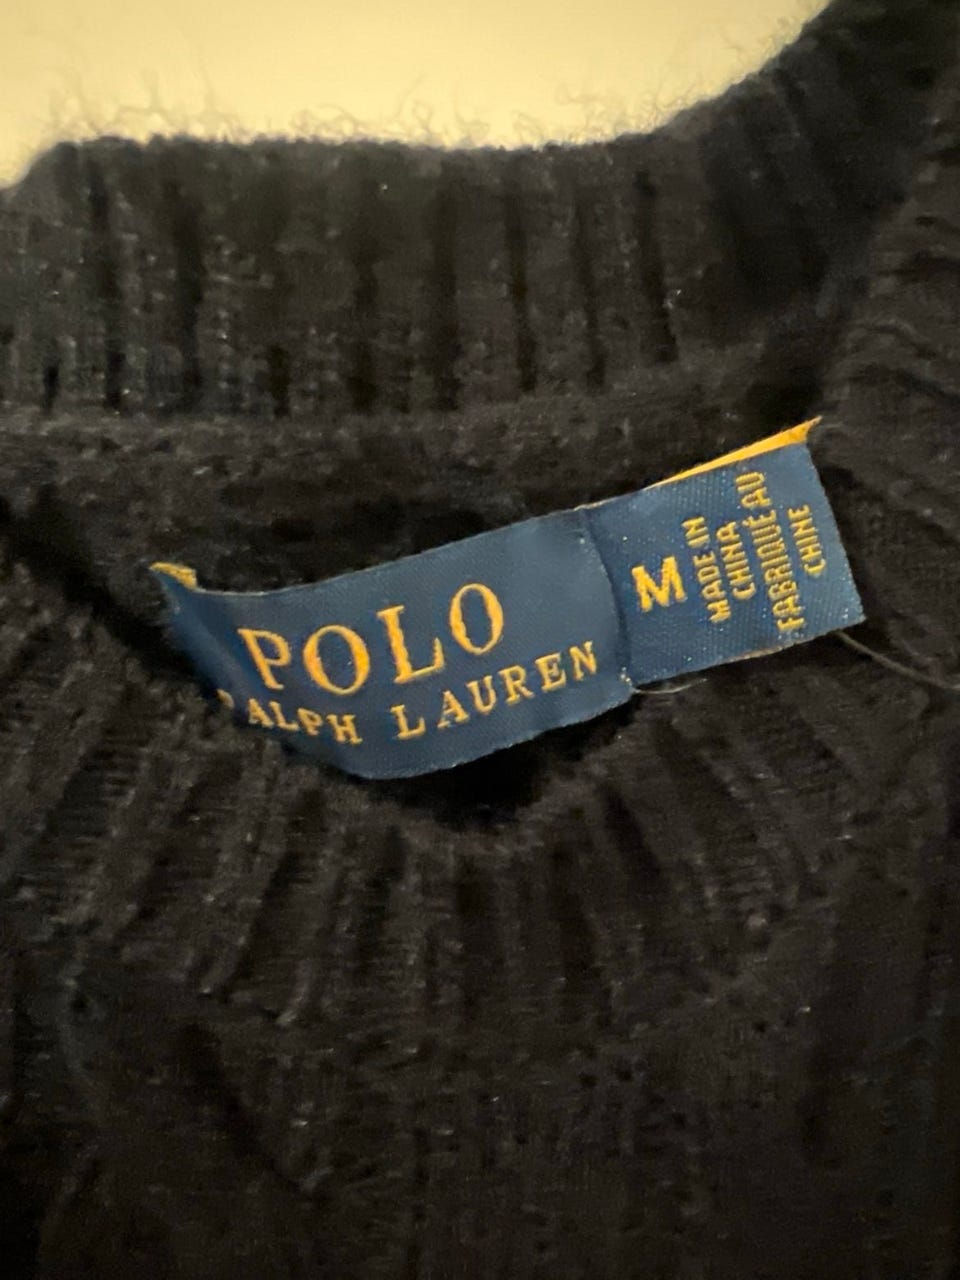 POLO
RALPH LAUREN
M
MADE IN
CHINA
FABRIQUÉ AU
CHINE